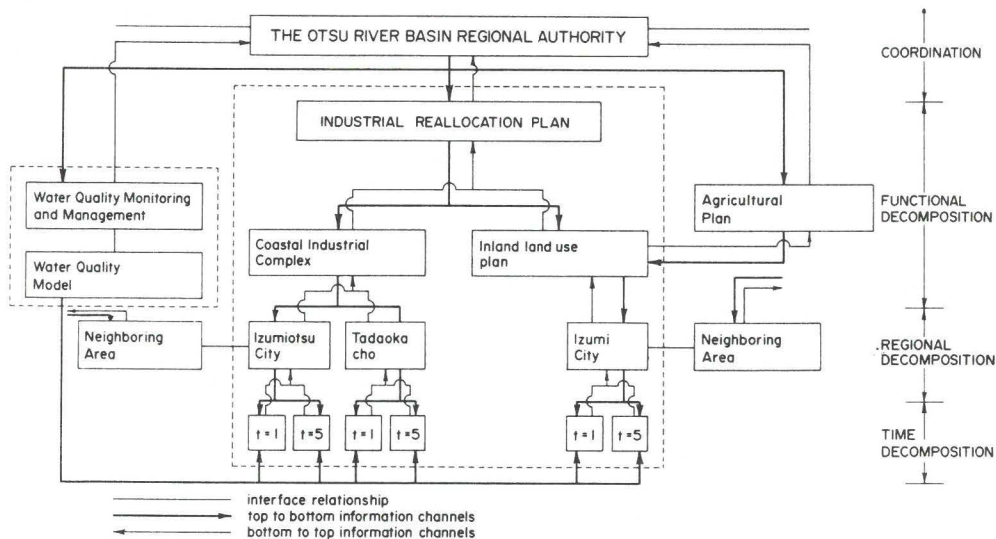 THE OTSU RIVER BASIN REGIONAL AUTHORITY
COORDINATION
INDUSTRIAL REALLOCATION PLAN
Water Quality Monitoring
and Management
Agricultural
Plan
FUNCTIONAL
DECOMPOSITION
Coastal Industrial
Complex
Inland land use
plan
Water Quality
Model
Neighboring
Area
Izumiotsu
City
Tadaoka
cho
Izumi
City
Neighboring
Area
REGIONAL
DECOMPOSITION
t=1
t=5
t=1
t=5
t=1
t=5
TIME
DECOMPOSITION
interface relationship
top to bottom information channels
bottom to top information channels